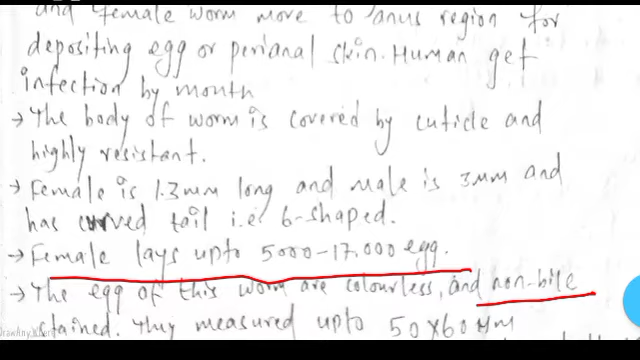 and female worm move to anus region for
depositing egg or perianal skin. Human get
infection by month
→ The body of worm is covered by cuticle and
highly resistant.
→ Female is 1.3mm long and male is 3mm and
has curved tail i.e 6-shaped.
→ Female lays upto 5000-17,000 egg.
→ The egg of this worm are colourless, and non-bile
stained. They measured upto 50x60 μm